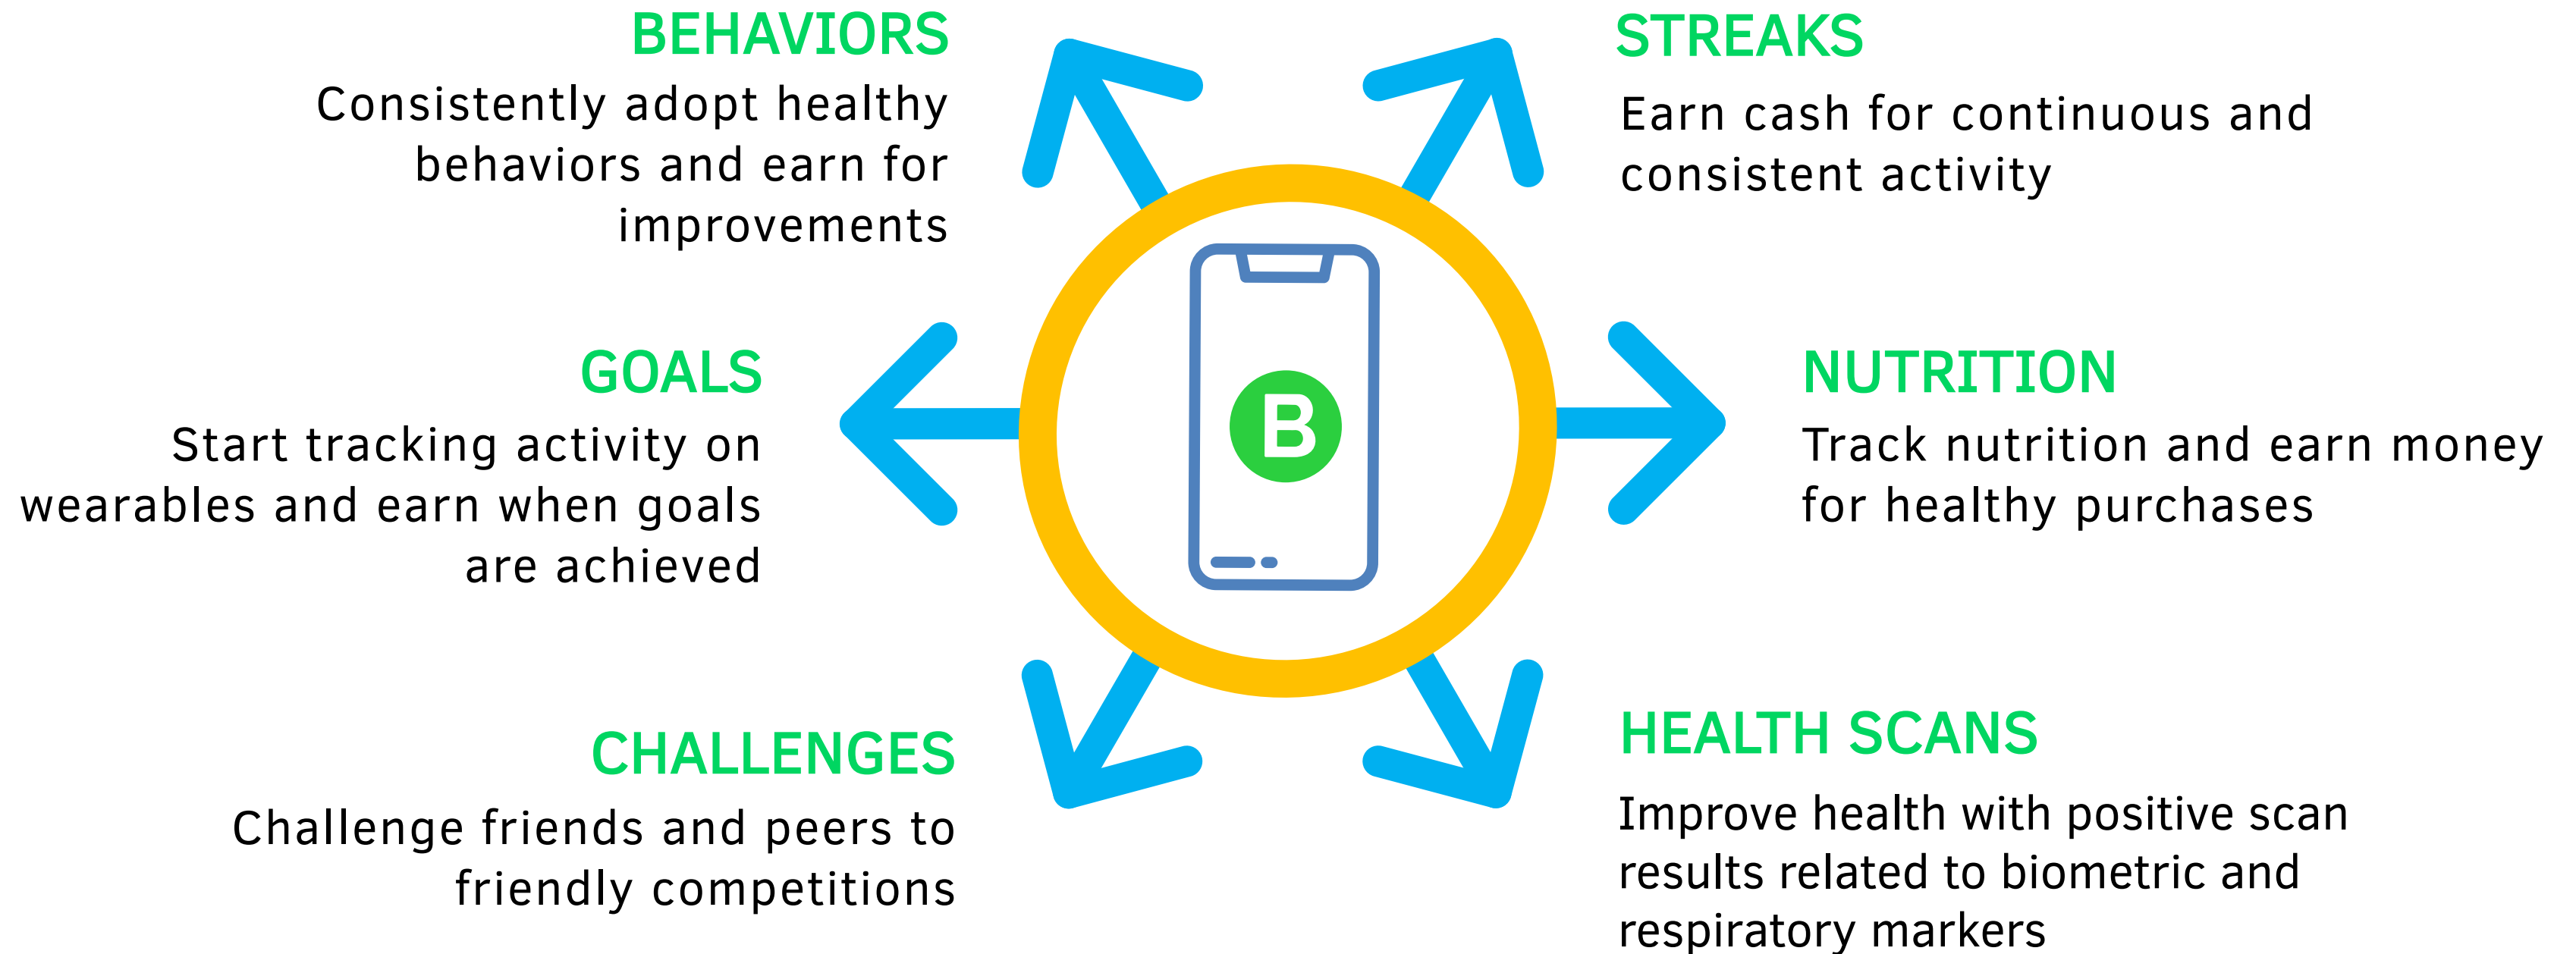 BEHAVIORS
Consistently adopt healthy
behaviors and earn for
improvements
GOALS
Start tracking activity on
wearables and earn when goals
are achieved
CHALLENGES
Challenge friends and peers to
friendly competitions
B
STREAKS
Earn cash for continuous and
consistent activity
NUTRITION
Track nutrition and earn money
for healthy purchases
HEALTH SCANS
Improve health with positive scan
results related to biometric and
respiratory markers